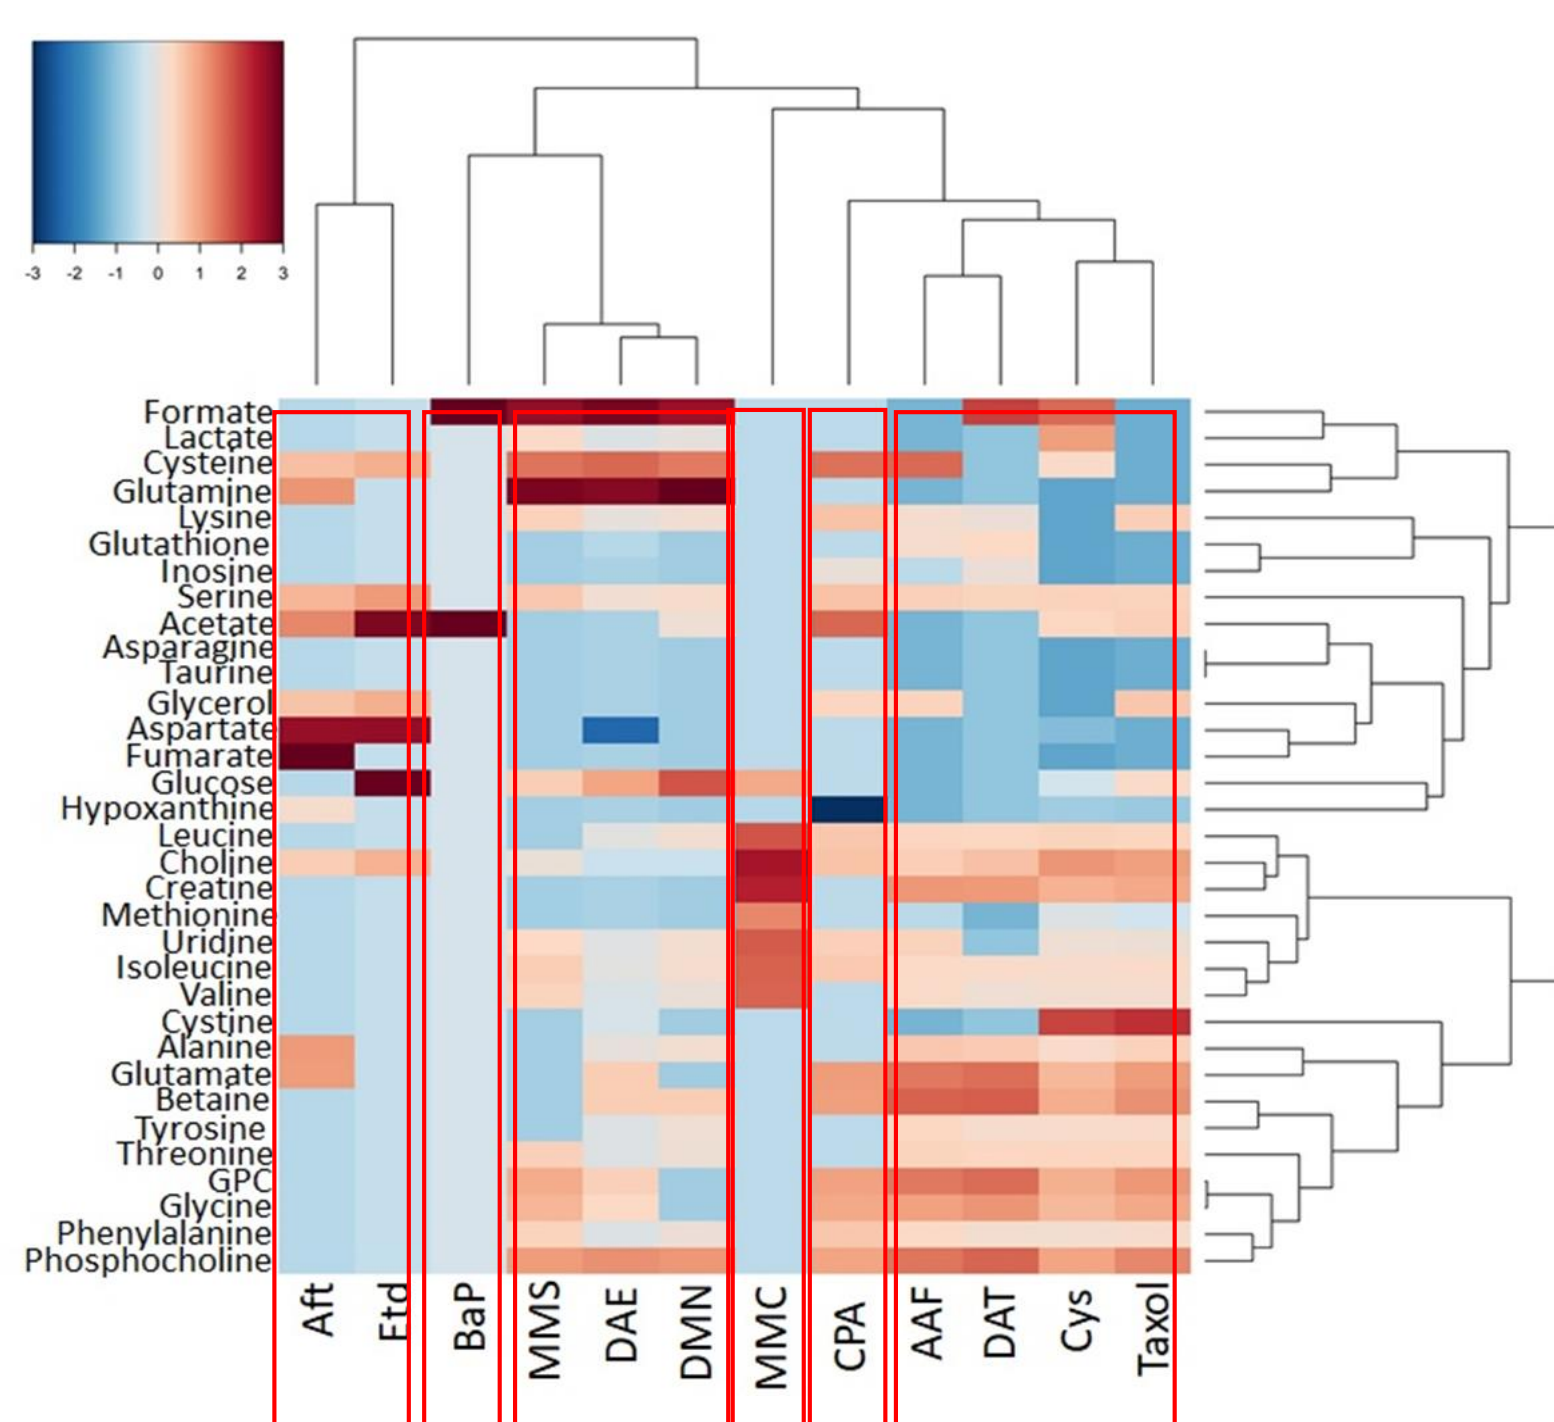 -3 -2 -1 0 1 2 3
Formate
Lactate
Cysteine
Glutamine
Lysine
Glutathione
Inosine
Serine
Acetate
Asparagine
Taurine
Glycerol
Aspartate
Fumarate
Glucose
Hypoxanthine
Leucine
Choline
Creatine
Methionine
Uridine
Isoleucine
Valine
Cystine
Alanine
Glutamate
Betaine
Tyrosine
Threonine
GPC
Glycine
Phenylalanine
Phosphocholine
Aft
Etd
BaP
MMS
DAE
DMN
MMC
CPA
AAF
DAT
Cys
Taxol